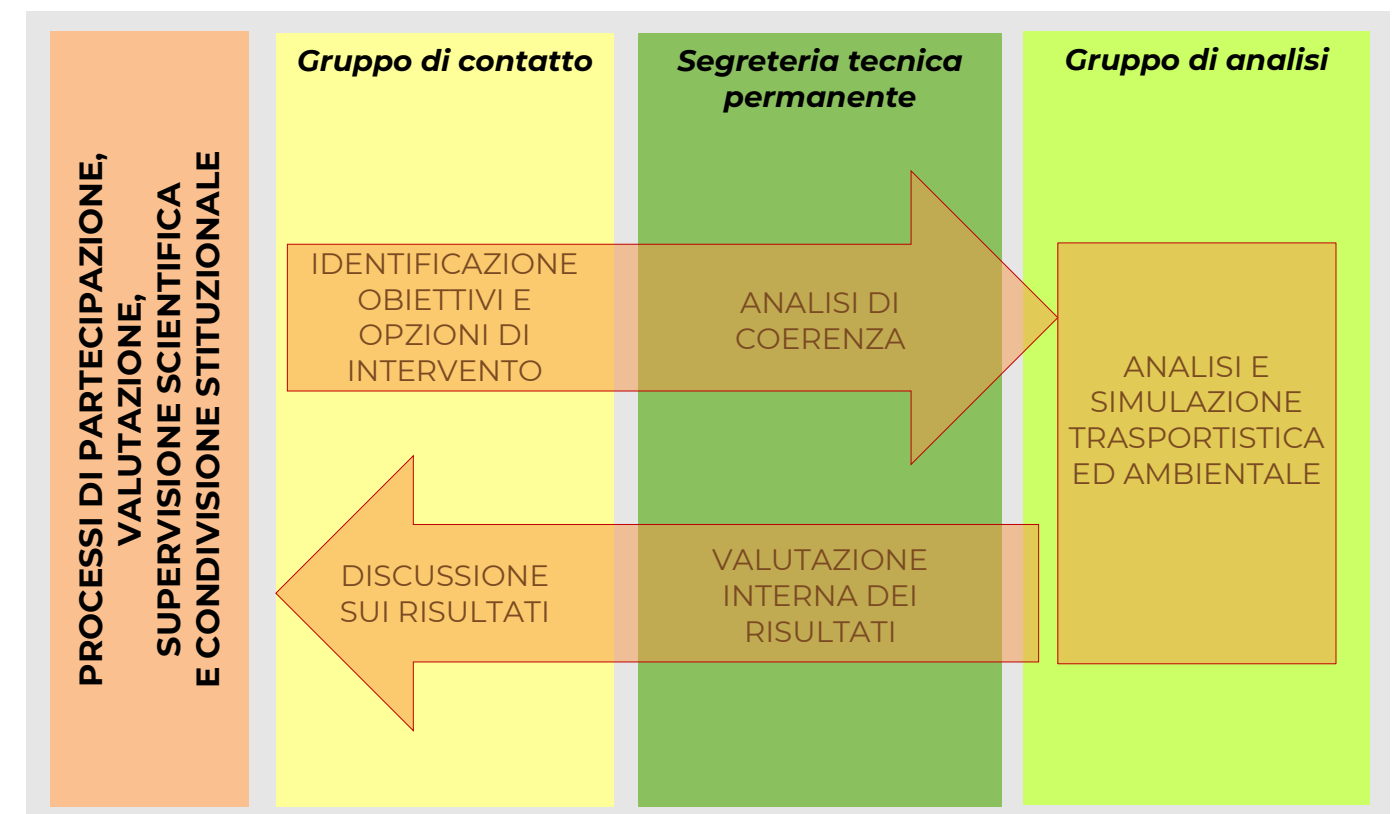 PROCESSI DI PARTECIPAZIONE,
VALUTAZIONE,
SUPERVISIONE SCIENTIFICA
E CONDIVISIONE STITUZIONALE
Gruppo di contatto
Segreteria tecnica
permanente
Gruppo di analisi
IDENTIFICAZIONE
OBIETTIVI E
OPZIONI DI
INTERVENTO
ANALISI DI
COERENZA
ANALISI E
SIMULAZIONE
TRASPORTISTICA
ED AMBIENTALE
VALUTAZIONE
INTERNA DEI
RISULTATI
DISCUSSIONE
SUI RISULTATI